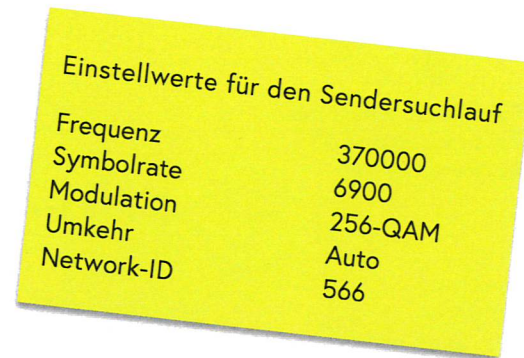 Einstellwerte für den Sendersuchlauf
Frequenz 370000
Symbolrate 6900
Modulation 256-QAM
Umkehr Auto
Network-ID 566